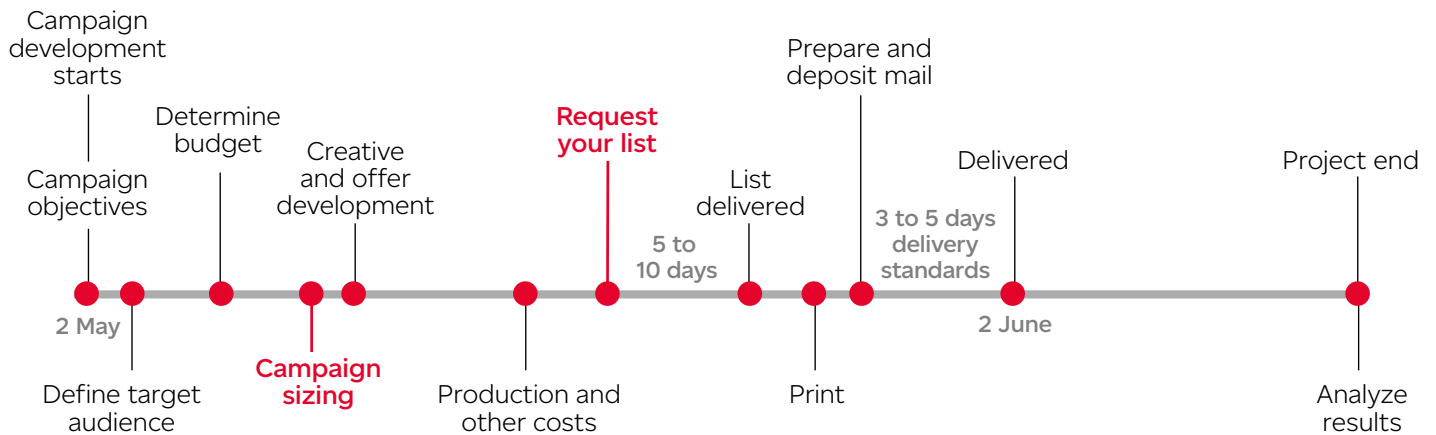 Campaign
development
starts
Campaign
objectives
2 May
Define target
audience
Determine
budget
Campaign
sizing
Creative
and offer
development
Production and
other costs
Request
your list
5 to
10 days
List
delivered
Print
Prepare and
deposit mail
3 to 5 days
delivery
standards
Delivered
2 June
Project end
Analyze
results